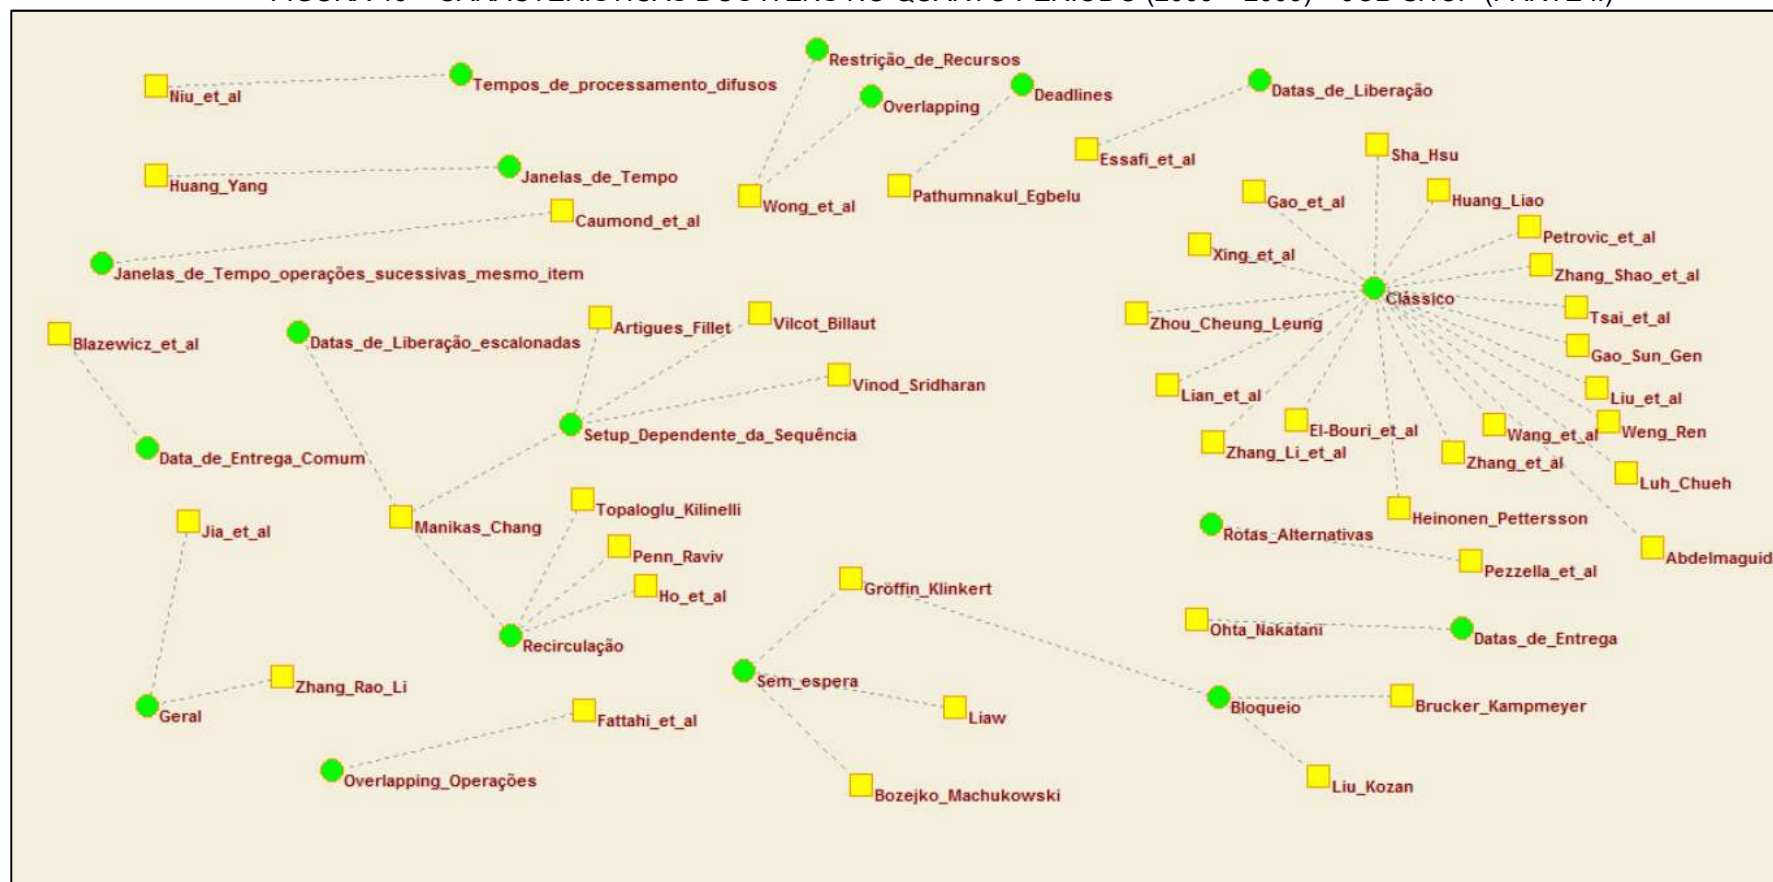 Restrição_de_Recursos
Tempos_de_processamento_difusos
Niu_et_al
Overlapping
Deadlines
Datas_de_Liberação
Essafi_et_al
Sha_Hsu
Huang_Yang
Janelas_de_Tempo
Pathumnakul_Egbelu
Wong_et_al
Gao_et_al
Huang_Liao
Caumond_et_al
Petrovic_et_al
Xing_et_al
Janelas_de_Tempo_operações_sucessivas_mesmo_item
Zhang_Shao_et_al
Clássico
Tsai_et_al
Zhou_Cheung_Leung
Artigues_Fillet
Vilcot_Billaut
Blazewicz_et_al
Datas_de_Liberação_escalonadas
Gao_Sun_Gen
Vinod_Sridharan
Lian_et_al
Liu_et_al
Setup_Dependente_da_Sequência
El-Bouri_et_al
Wang_et_al
Weng_Ren
Zhang_Li_et_al
Data_de_Entrega_Comum
Zhang_et_al
Luh_Chueh
Topaloglu_Kilinelli
Jia_et_al
Manikas_Chang
Heinonen_Pettersson
Rotas_Alternativas
Penn_Raviv
Abdelmaguid
Pezzella_et_al
Gröffin_Klinkert
Ho_et_al
Ohta_Nakatani
Datas_de_Entrega
Recirculação
Sem_espera
Zhang_Rao_Li
Bloqueio
Brucker_Kampmeyer
Geral
Fattahi_et_al
Liaw
Overlapping_Operações
Liu_Kozan
Bozejko_Machukowski